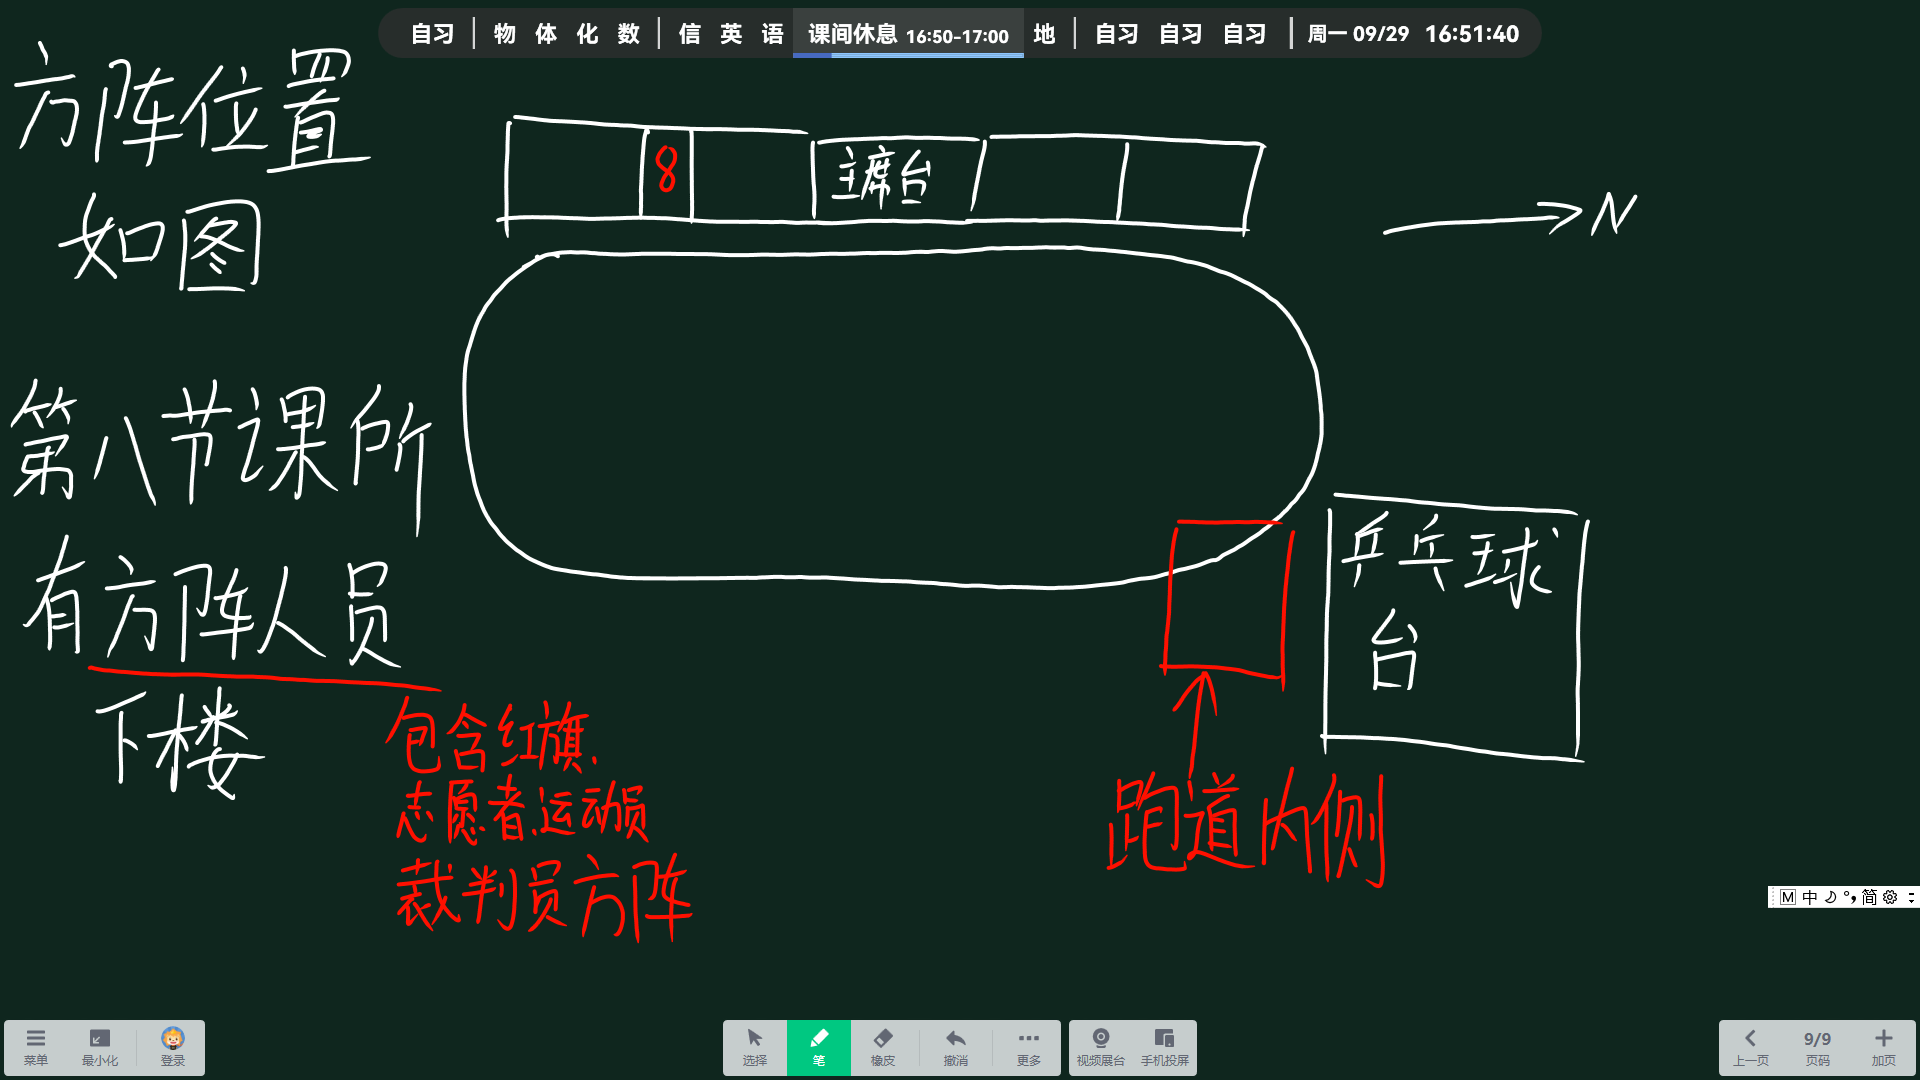 自习 | 物 体 化 数 | 信 英 语 课间休息 16:50-17:00 地 | 自习 自习 自习 | 周一 09/29 16:51:40
方阵位置
如图
8
主席台
N
第八节课所
有方阵人员
下楼
包含红旗、
志愿者、运动员
裁判员方阵
乒乓球
台
跑道内侧
M 中 简
菜单 最小化 登录
选择 笔 橡皮 撤消 更多
视频展台 手机投屏
9/9
上一页 页码 加页